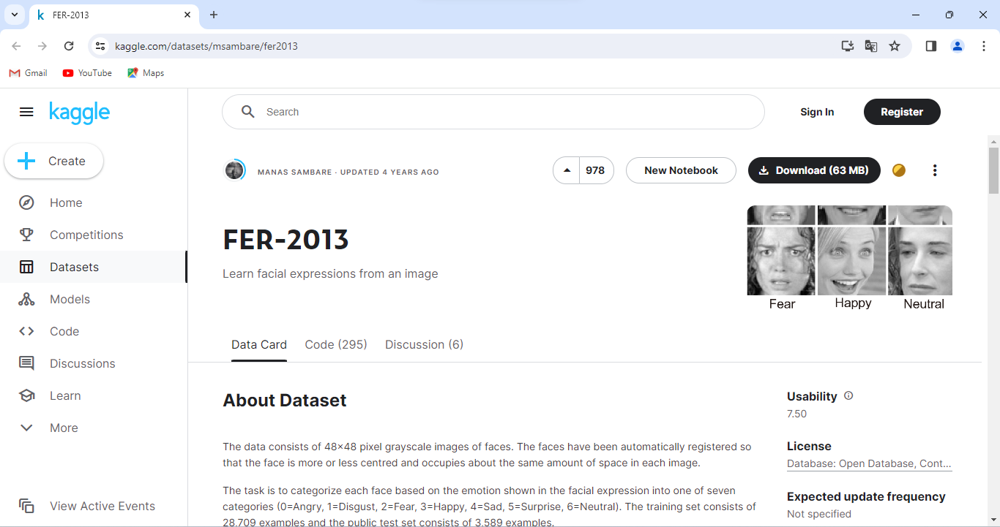 FER-2013
kaggle.com/datasets/msambare/fer2013
Gmail YouTube Maps
kaggle
Search
Sign In
Register
Create
Home
Competitions
Datasets
Models
Code
Discussions
Learn
More
View Active Events
MANAS SAMBARE · UPDATED 4 YEARS AGO
978
New Notebook
Download (63 MB)
FER-2013
Learn facial expressions from an image
Fear Happy Neutral
Data Card Code (295) Discussion (6)
About Dataset
The data consists of 48x48 pixel grayscale images of faces. The faces have been automatically registered so
that the face is more or less centred and occupies about the same amount of space in each image.
The task is to categorize each face based on the emotion shown in the facial expression into one of seven
categories (0=Angry, 1=Disgust, 2=Fear, 3=Happy, 4=Sad, 5=Surprise, 6=Neutral). The training set consists of
28,709 examples and the public test set consists of 3,589 examples.
Usability
7.50
License
Database: Open Database, Cont...
Expected update frequency
Not specified